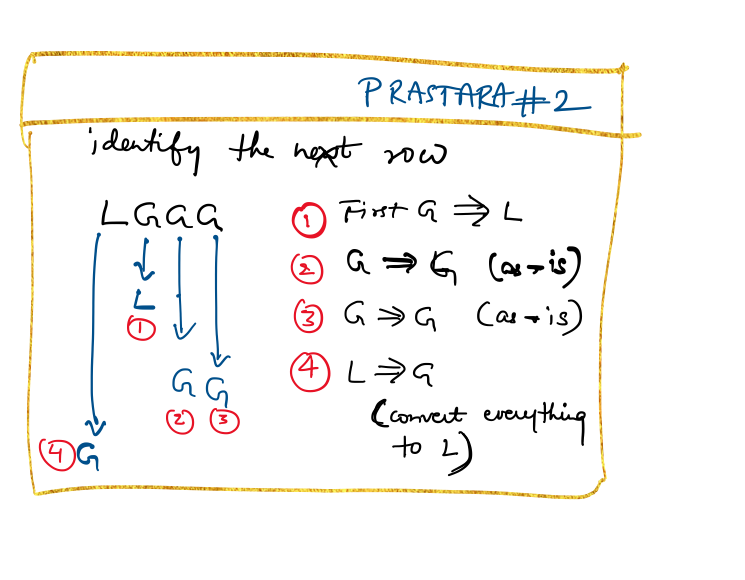 PRASTARA#2
identify the next row
L G G G
① First G ⇒ L
② G ⇒ G (as-is)
L
①
③ G ⇒ G (as-is)
④ L ⇒ G
G G
② ③
(convert everything
to L)
④ G